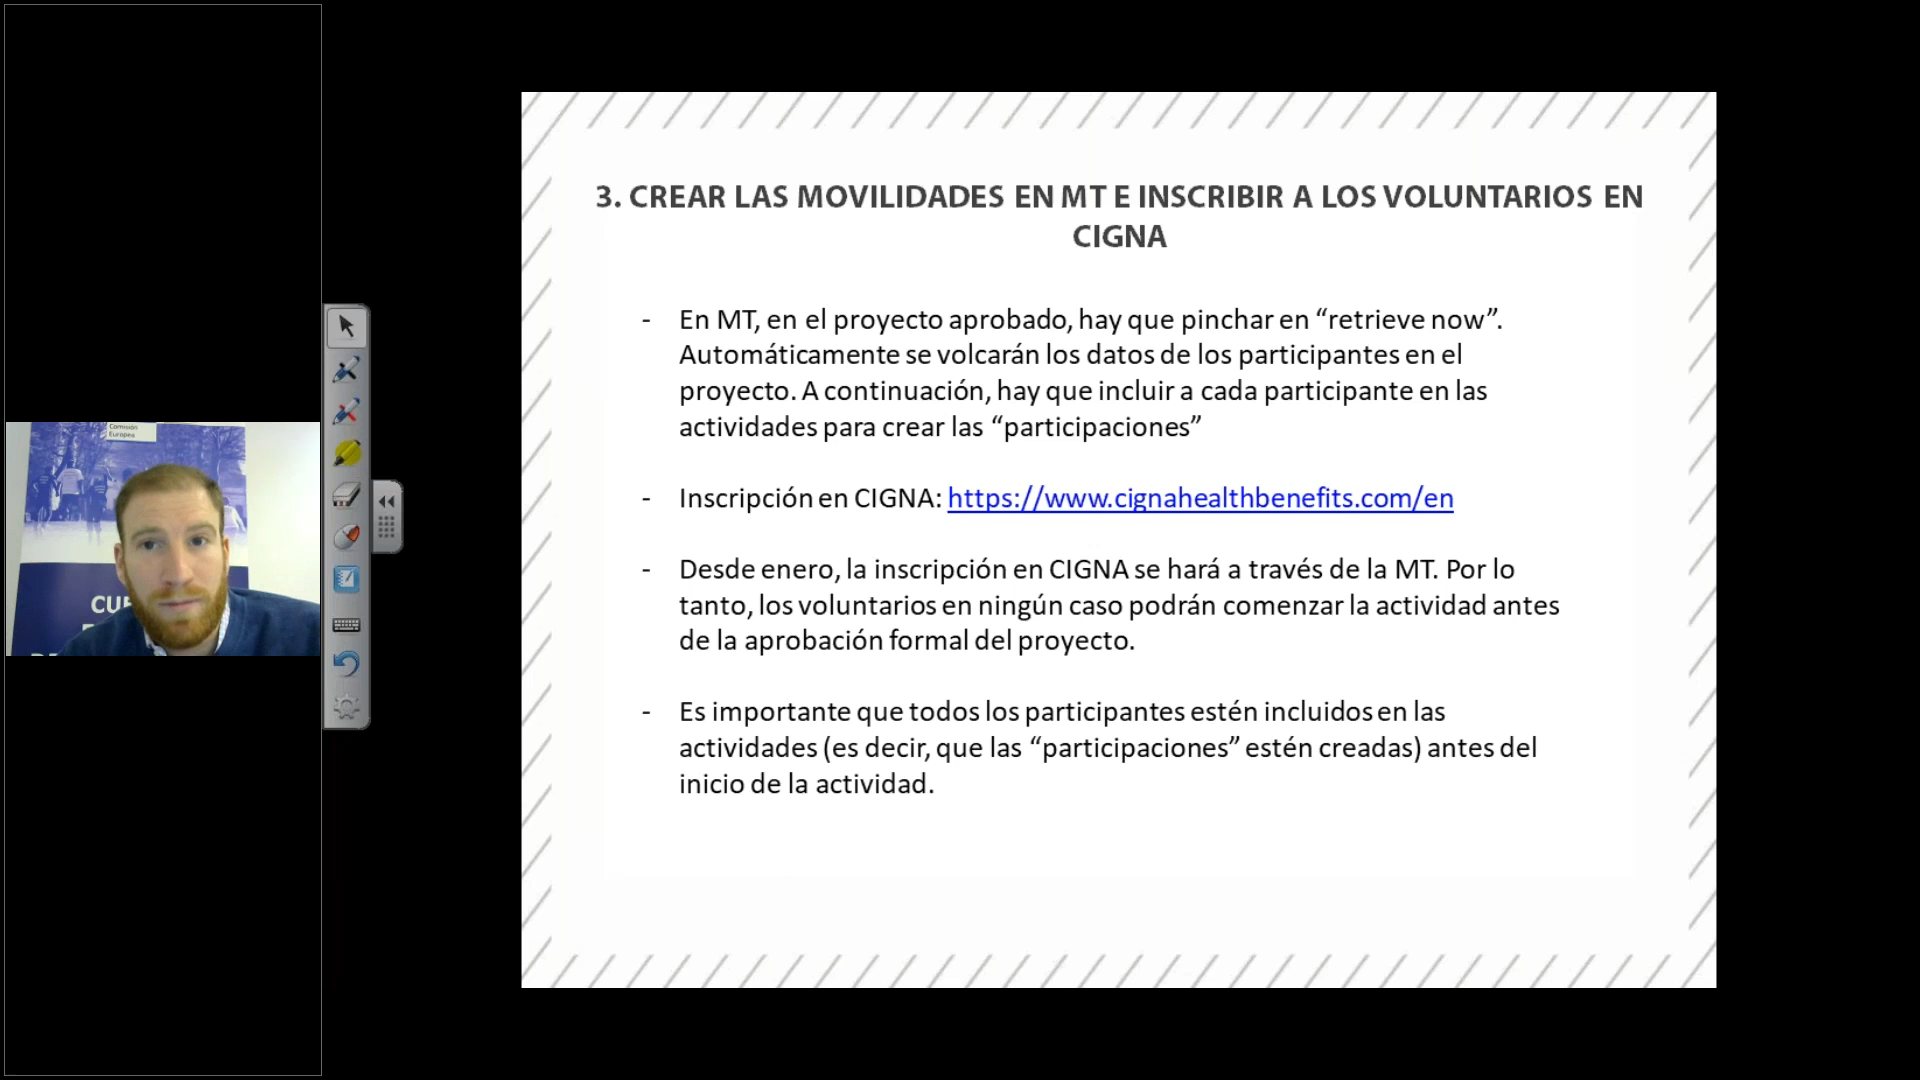 Comisión
Europea
CU
3. CREAR LAS MOVILIDADES EN MT E INSCRIBIR A LOS VOLUNTARIOS EN
CIGNA
- En MT, en el proyecto aprobado, hay que pinchar en “retrieve now”.
Automáticamente se volcarán los datos de los participantes en el
proyecto. A continuación, hay que incluir a cada participante en las
actividades para crear las “participaciones”
- Inscripción en CIGNA: https://www.cignahealthbenefits.com/en
- Desde enero, la inscripción en CIGNA se hará a través de la MT. Por lo
tanto, los voluntarios en ningún caso podrán comenzar la actividad antes
de la aprobación formal del proyecto.
- Es importante que todos los participantes estén incluidos en las
actividades (es decir, que las “participaciones” estén creadas) antes del
inicio de la actividad.